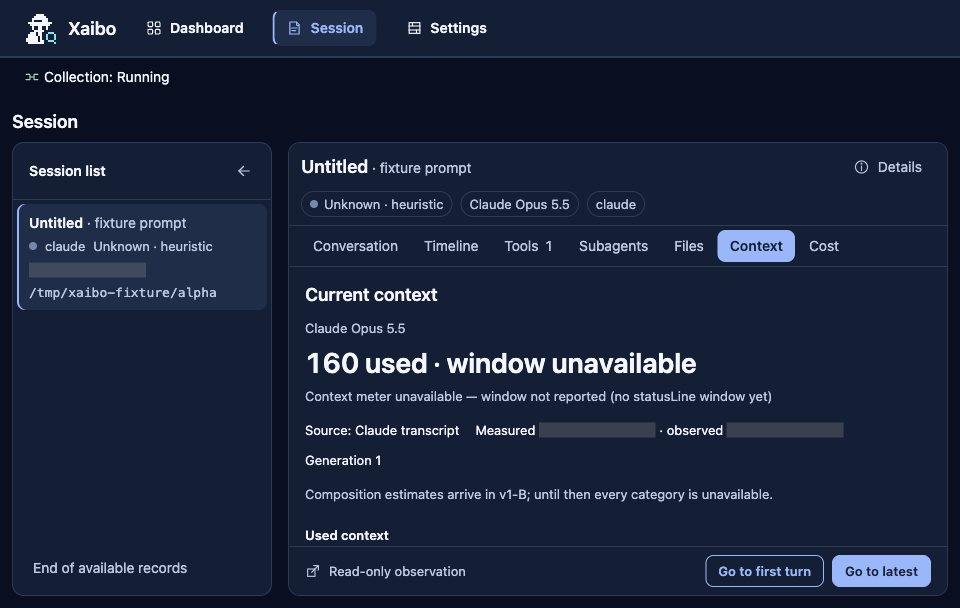 Xaibo Dashboard Session Settings
Collection: Running
Session
Session list
Untitled · fixture prompt
claude Unknown · heuristic
/tmp/xaibo-fixture/alpha
End of available records
Untitled · fixture prompt
Details
Unknown · heuristic Claude Opus 5.5 claude
Conversation Timeline Tools 1 Subagents Files Context Cost
Current context
Claude Opus 5.5
160 used · window unavailable
Context meter unavailable — window not reported (no statusLine window yet)
Source: Claude transcript Measured · observed
Generation 1
Composition estimates arrive in v1-B; until then every category is unavailable.
Used context
Read-only observation
Go to first turn
Go to latest